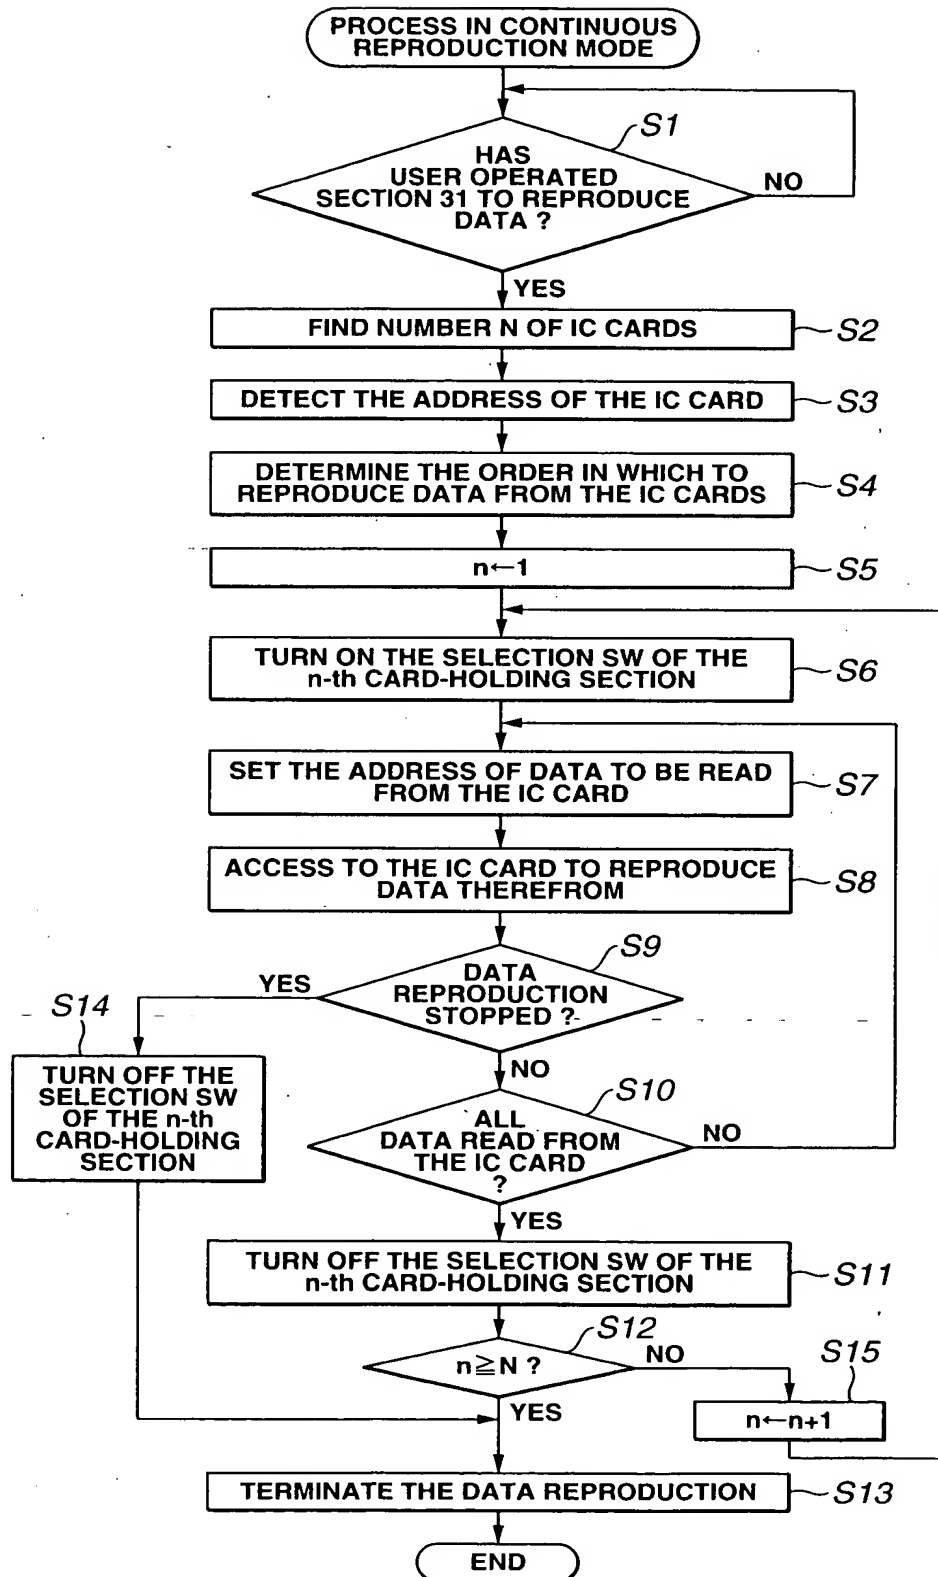 PROCESS IN CONTINUOUS
REPRODUCTION MODE
S1
HAS
USER OPERATED
SECTION 31 TO REPRODUCE
DATA ?
NO
YES
FIND NUMBER N OF IC CARDS
S2
DETECT THE ADDRESS OF THE IC CARD
S3
DETERMINE THE ORDER IN WHICH TO
REPRODUCE DATA FROM THE IC CARDS
S4
n←1
S5
TURN ON THE SELECTION SW OF THE
n-th CARD-HOLDING SECTION
S6
SET THE ADDRESS OF DATA TO BE READ
FROM THE IC CARD
S7
ACCESS TO THE IC CARD TO REPRODUCE
DATA THEREFROM
S8
S9
DATA
REPRODUCTION
STOPPED ?
YES
NO
S14
TURN OFF THE
SELECTION SW
OF THE n-th
CARD-HOLDING
SECTION
S10
ALL
DATA READ FROM
THE IC CARD
?
NO
YES
TURN OFF THE SELECTION SW OF THE
n-th CARD-HOLDING SECTION
S11
S12
n≧N ?
NO
YES
S15
n←n+1
TERMINATE THE DATA REPRODUCTION
S13
END